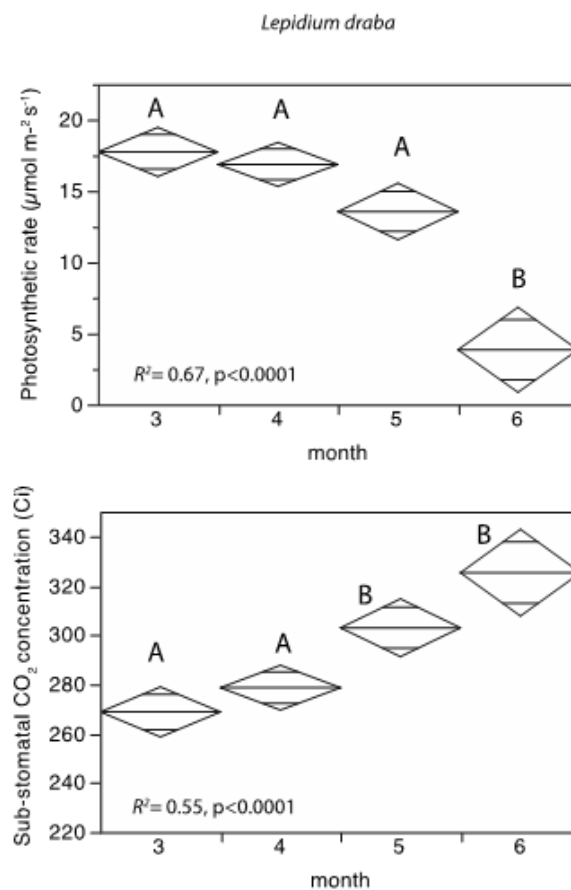 Lepidium draba
Photosynthetic rate (µmol m-² s⁻¹)
20
15
10
5
0
A
A
A
B
R²= 0.67, p<0.0001
3 4 5 6
month
Sub-stomatal CO₂ concentration (Ci)
340
320
300
280
260
240
220
A
A
B
B
R²= 0.55, p<0.0001
3 4 5 6
month